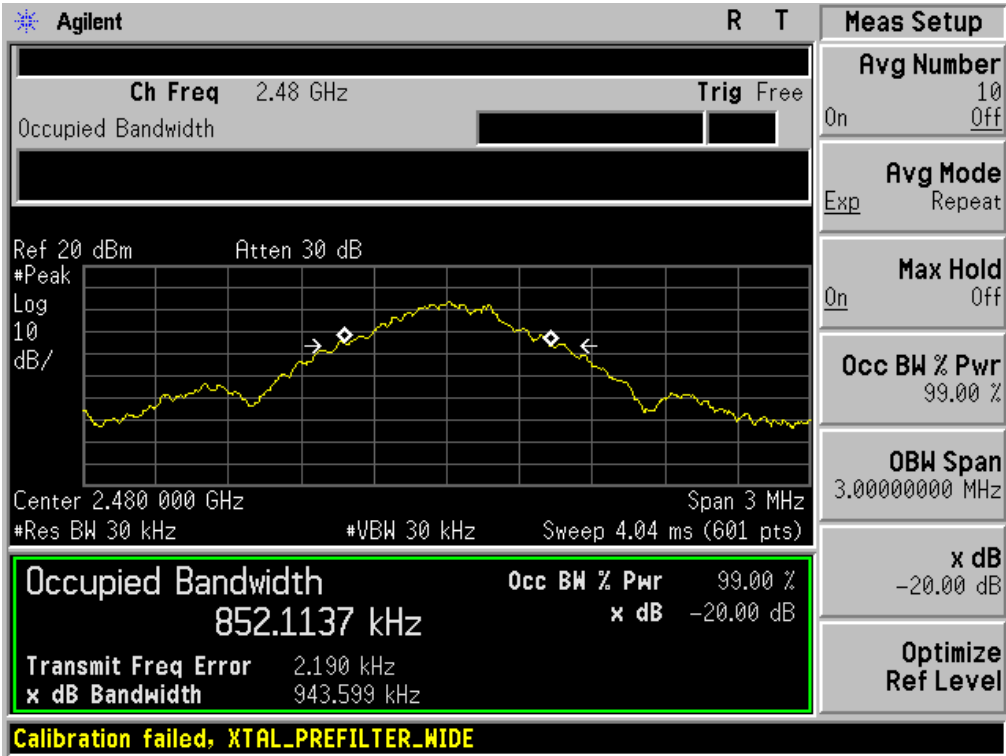 Agilent R T
Meas Setup
Ch Freq 2.48 GHz Trig Free
Occupied Bandwidth
Ref 20 dBm Atten 30 dB
#Peak
Log
10
dB/
Center 2.480 000 GHz Span 3 MHz
#Res BW 30 kHz #VBW 30 kHz Sweep 4.04 ms (601 pts)
Occupied Bandwidth
852.1137 kHz
Occ BW % Pwr 99.00 %
x dB -20.00 dB
Transmit Freq Error 2.190 kHz
x dB Bandwidth 943.599 kHz
Calibration failed, XTAL_PREFILTER_WIDE
Avg Number
10
On Off
Avg Mode
Exp Repeat
Max Hold
On Off
Occ BW % Pwr
99.00 %
OBW Span
3.00000000 MHz
x dB
-20.00 dB
Optimize
Ref Level